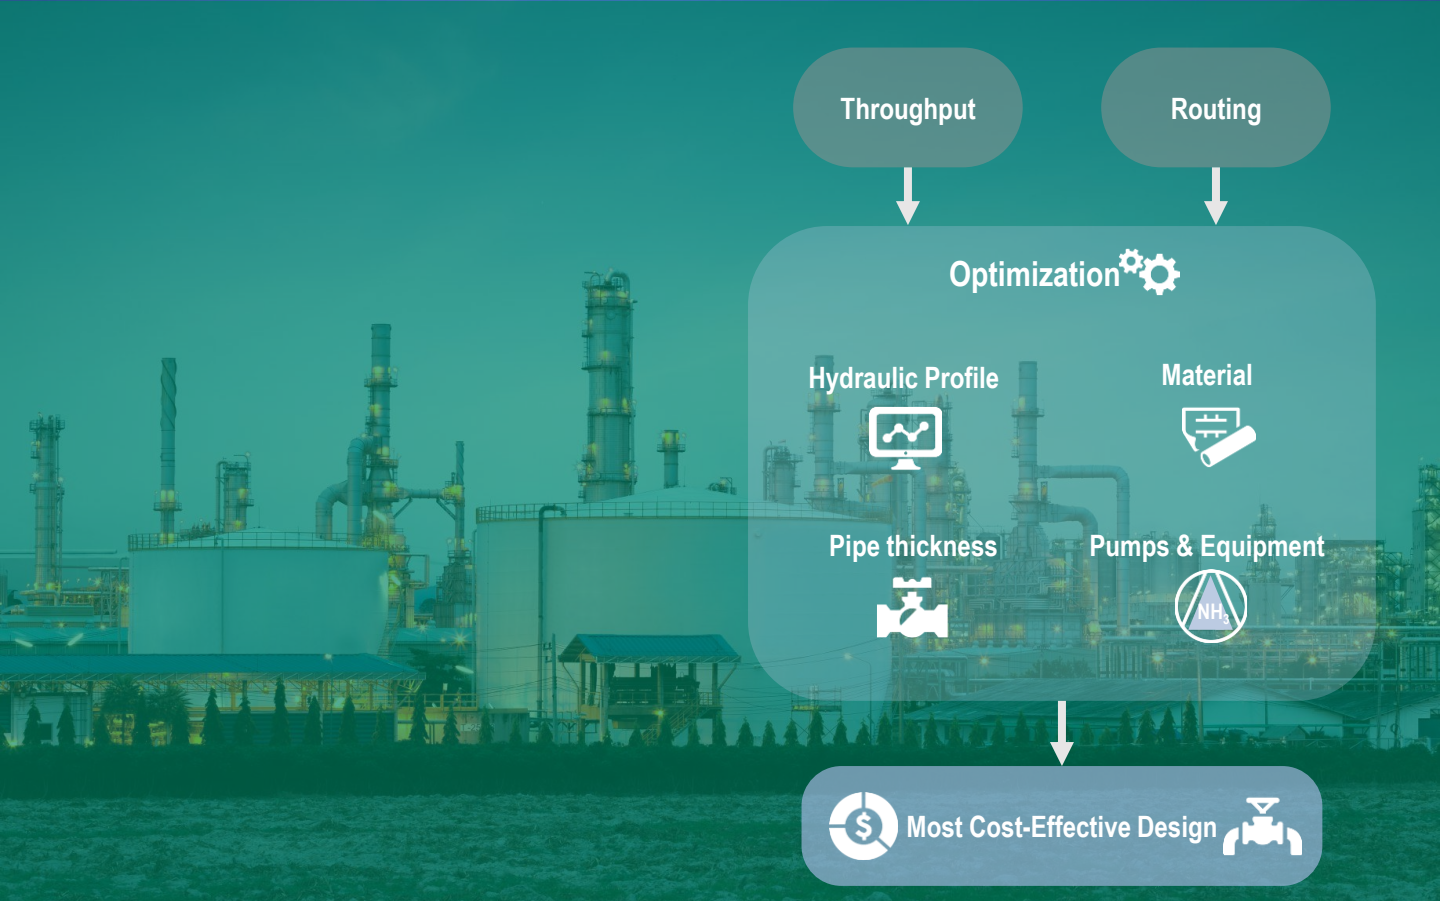 Throughput
Routing
Optimization
Hydraulic Profile
Material
Pipe thickness
Pumps & Equipment
NH3
$
Most Cost-Effective Design